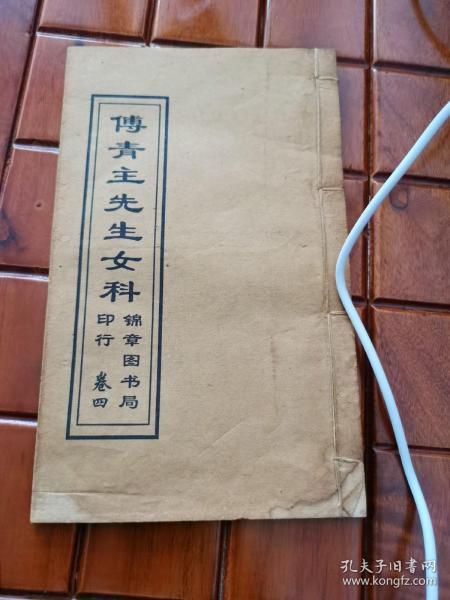 傅青主先生女科
锦章图书局
印行
卷四
孔夫子旧书网
www.kongfz.com